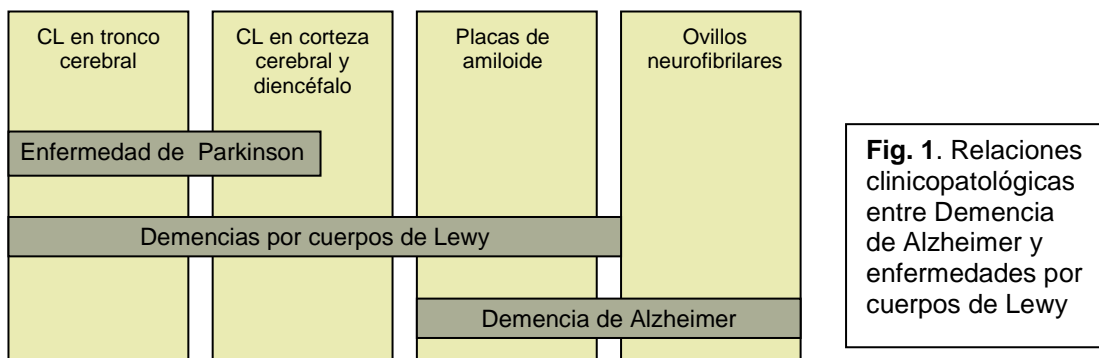 CL en tronco
cerebral
CL en corteza
cerebral y
diencéfalo
Placas de
amiloide
Ovillos
neurofibrilares
Enfermedad de Parkinson
Demencias por cuerpos de Lewy
Demencia de Alzheimer
Fig. 1. Relaciones
clinicopatológicas
entre Demencia
de Alzheimer y
enfermedades por
cuerpos de Lewy